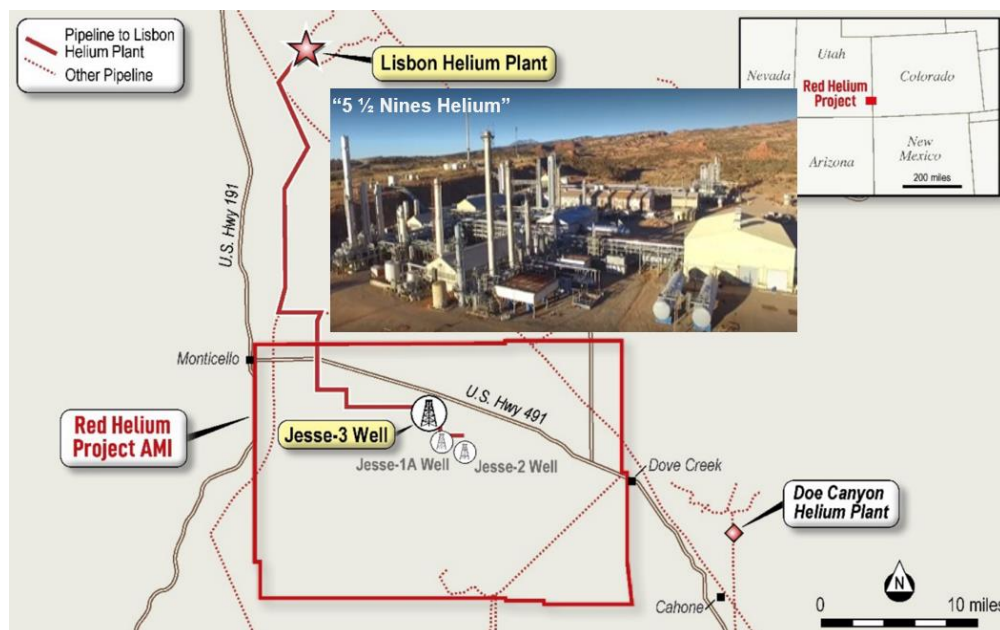 Pipeline to Lisbon
Helium Plant
Other Pipeline
Lisbon Helium Plant
“5 ½ Nines Helium”
Utah
Nevada
Colorado
Red Helium
Project
Arizona
New
Mexico
200 miles
U.S. Hwy 191
Monticello
U.S. Hwy 491
Red Helium
Project AMI
Jesse-3 Well
Jesse-1A Well
Jesse-2 Well
Dove Creek
Doe Canyon
Helium Plant
Cahone
N
0 10 miles